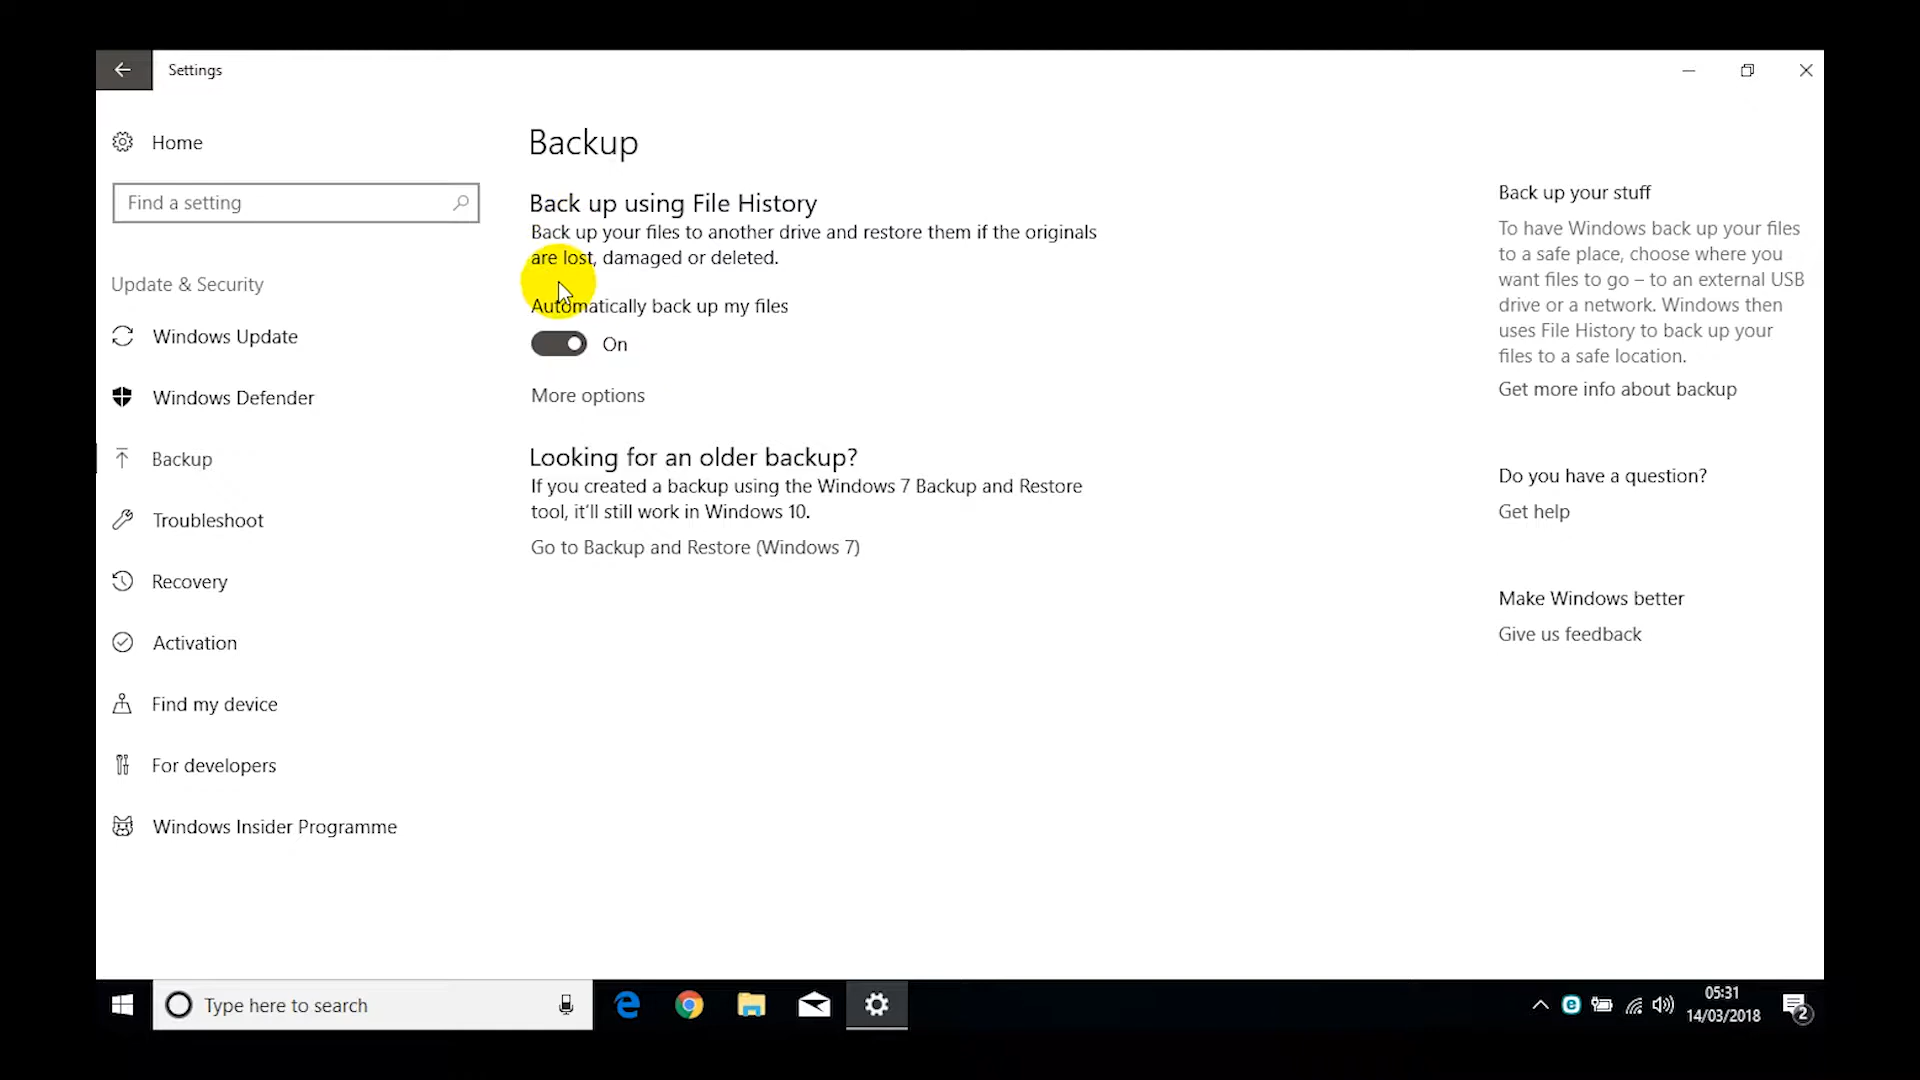 Settings
Home
Find a setting
Update & Security
Windows Update
Windows Defender
Backup
Troubleshoot
Recovery
Activation
Find my device
For developers
Windows Insider Programme
Backup
Back up using File History
Back up your files to another drive and restore them if the originals
are lost, damaged or deleted.
Automatically back up my files
On
More options
Looking for an older backup?
If you created a backup using the Windows 7 Backup and Restore
tool, it'll still work in Windows 10.
Go to Backup and Restore (Windows 7)
Back up your stuff
To have Windows back up your files
to a safe place, choose where you
want files to go – to an external USB
drive or a network. Windows then
uses File History to back up your
files to a safe location.
Get more info about backup
Do you have a question?
Get help
Make Windows better
Give us feedback
Type here to search
05:31
14/03/2018
2